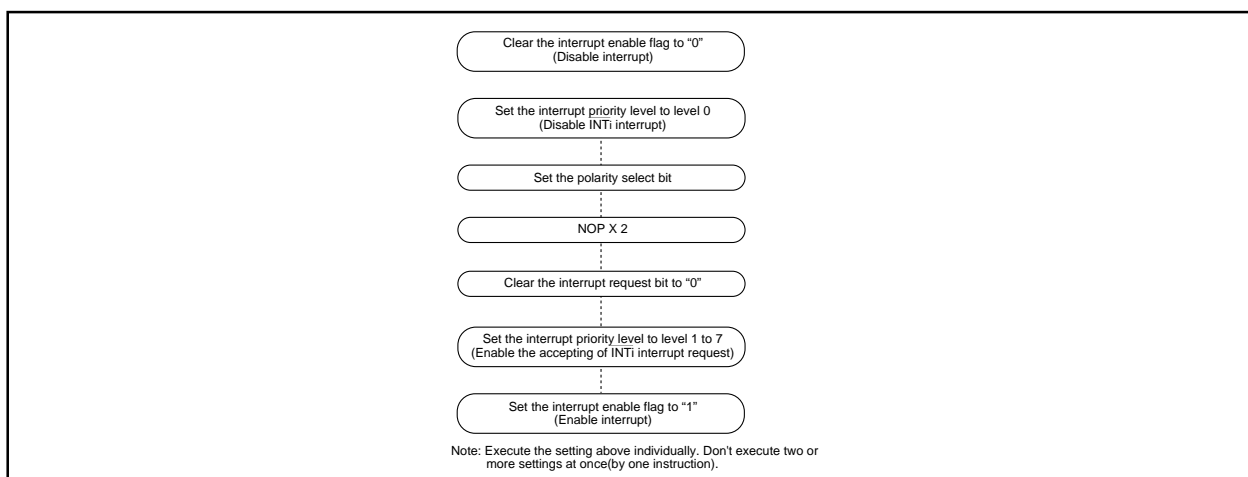 Clear the interrupt enable flag to “0”
(Disable interrupt)
Set the interrupt priority level to level 0
(Disable INTi interrupt)
Set the polarity select bit
NOP X 2
Clear the interrupt request bit to “0”
Set the interrupt priority level to level 1 to 7
(Enable the accepting of INTi interrupt request)
Set the interrupt enable flag to “1”
(Enable interrupt)
Note: Execute the setting above individually. Don’t execute two or
more settings at once(by one instruction).